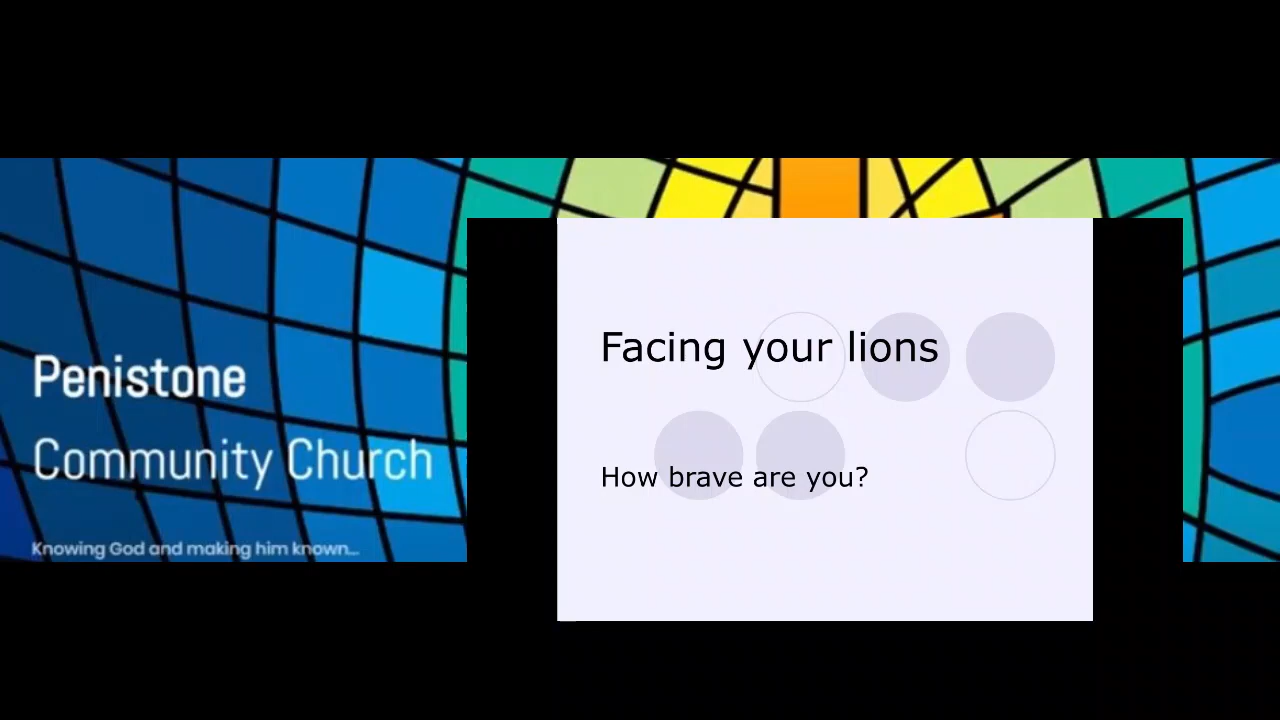 Penistone
Community Church
Knowing God and making him known...
Facing your lions
How brave are you?